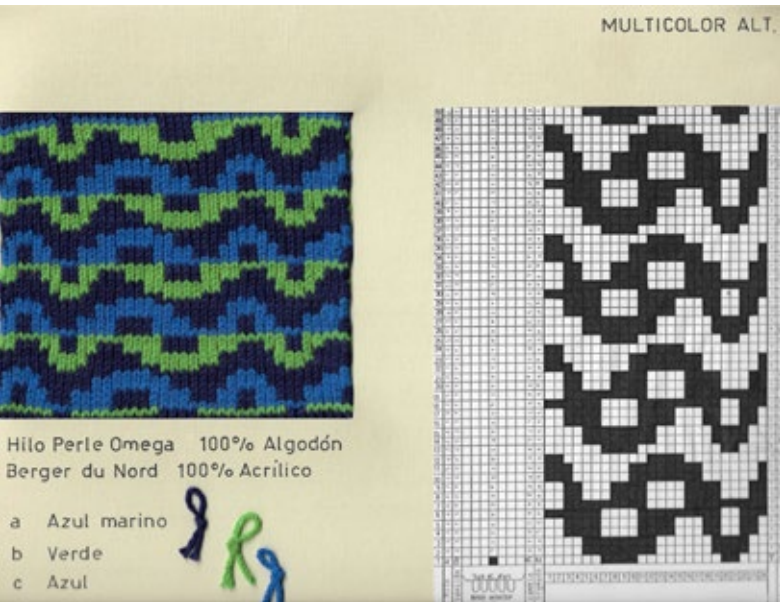 MULTICOLOR ALT.
Hilo Perle Omega 100% Algodón
Berger du Nord 100% Acrílico
a Azul marino
b Verde
c Azul